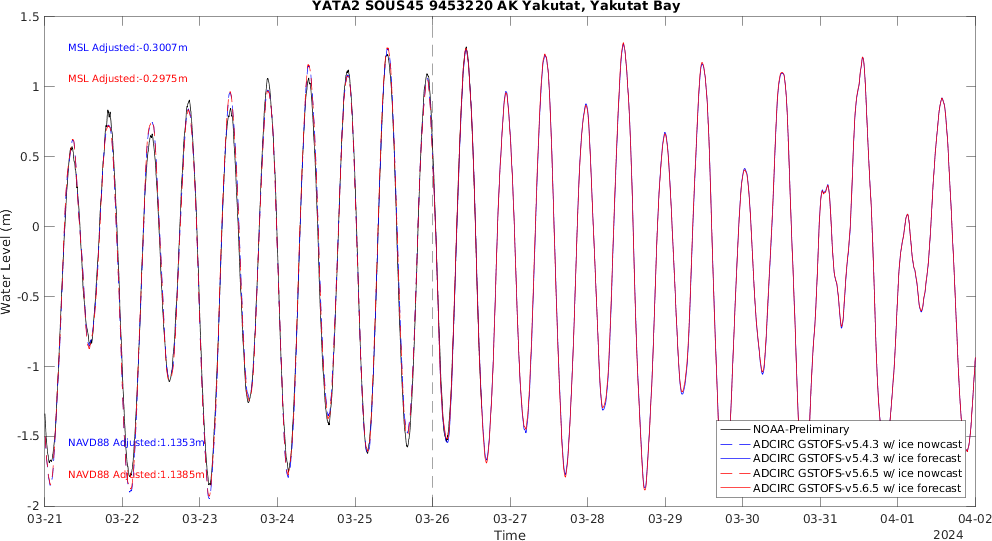 YATA2 SOUS45 9453220 AK Yakutat, Yakutat Bay
MSL Adjusted:-0.3007m
MSL Adjusted:-0.2975m
NAVD88 Adjusted:1.1353m
NAVD88 Adjusted:1.1385m
Water Level (m)
1.5
1
0.5
0
-0.5
-1
-1.5
-2
NOAA-Preliminary
ADCIRC GSTOFS-v5.4.3 w/ ice nowcast
ADCIRC GSTOFS-v5.4.3 w/ ice forecast
ADCIRC GSTOFS-v5.6.5 w/ ice nowcast
ADCIRC GSTOFS-v5.6.5 w/ ice forecast
03-21 03-22 03-23 03-24 03-25 03-26 03-27 03-28 03-29 03-30 03-31 04-01 04-02
Time
2024